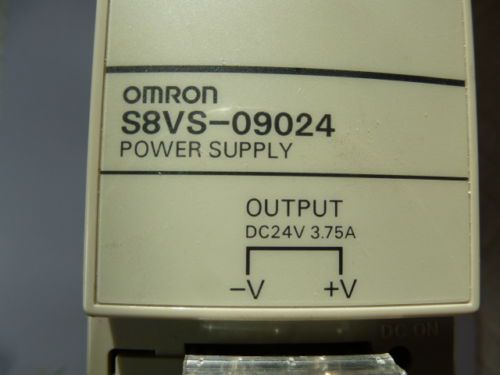 OMRON
S8VS-09024
POWER SUPPLY
OUTPUT
DC24V 3.75A
-V +V
DC ON